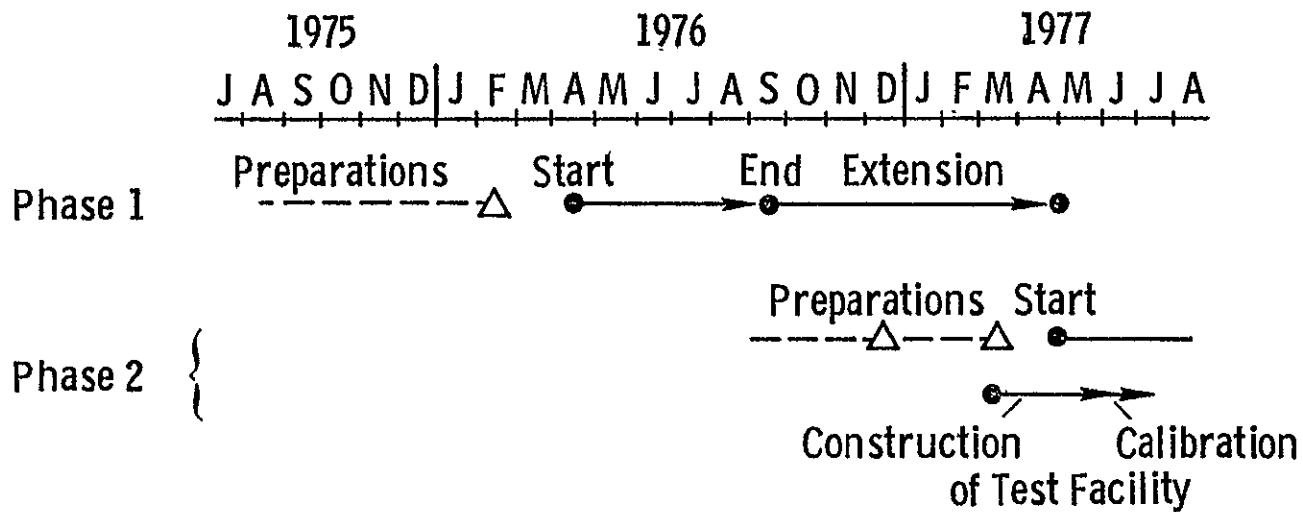 1975 1976 1977
J A S O N D J F M A M J J A S O N D J F M A M J J A
Preparations Start End Extension
Phase 1
Preparations Start
Phase 2
Construction Calibration
of Test Facility